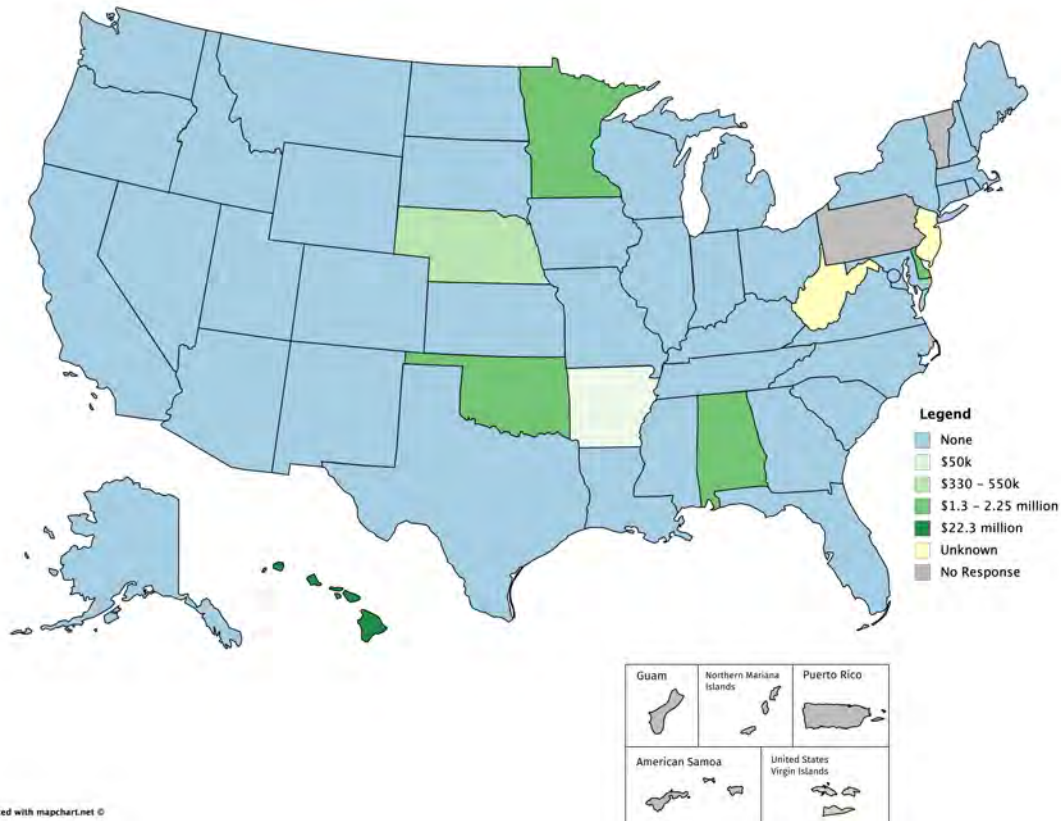 Legend
None
$50k
$330 - 550k
$1.3 - 2.25 million
$22.3 million
Unknown
No Response
Guam
Northern Mariana
Islands
Puerto Rico
American Samoa
United States
Virgin Islands
ed with mapchart.net ©